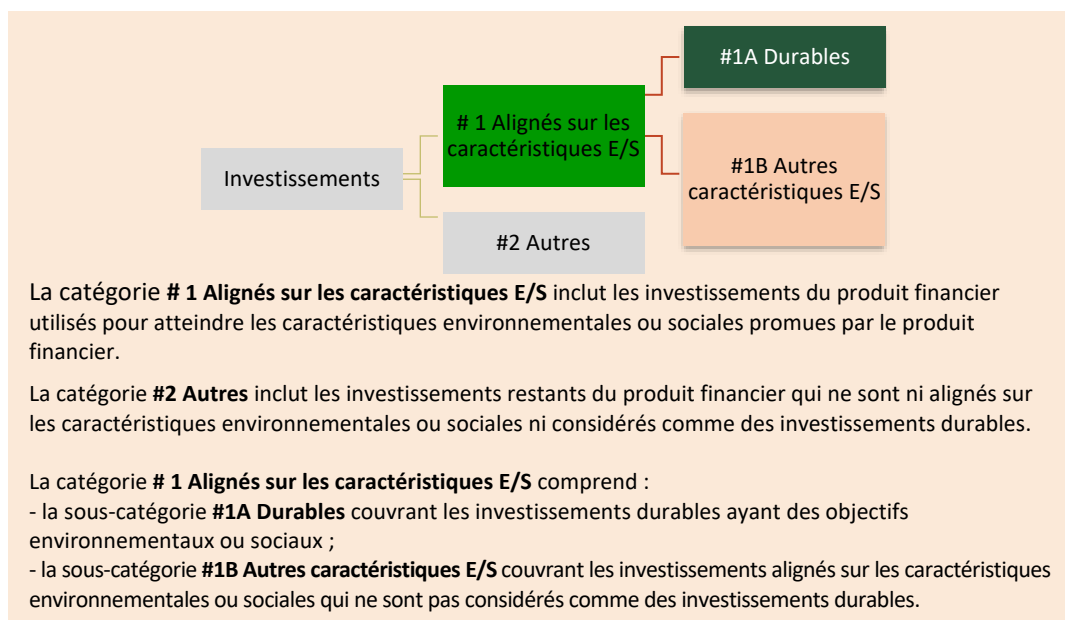 #1A Durables
# 1 Alignés sur les
caractéristiques E/S
Investissements
#1B Autres
caractéristiques E/S
#2 Autres
La catégorie # 1 Alignés sur les caractéristiques E/S inclut les investissements du produit financier
utilisés pour atteindre les caractéristiques environnementales ou sociales promues par le produit
financier.
La catégorie #2 Autres inclut les investissements restants du produit financier qui ne sont ni alignés sur
les caractéristiques environnementales ou sociales ni considérés comme des investissements durables.
La catégorie # 1 Alignés sur les caractéristiques E/S comprend :
- la sous-catégorie #1A Durables couvrant les investissements durables ayant des objectifs
environnementaux ou sociaux ;
- la sous-catégorie #1B Autres caractéristiques E/S couvrant les investissements alignés sur les caractéristiques
environnementales ou sociales qui ne sont pas considérés comme des investissements durables.